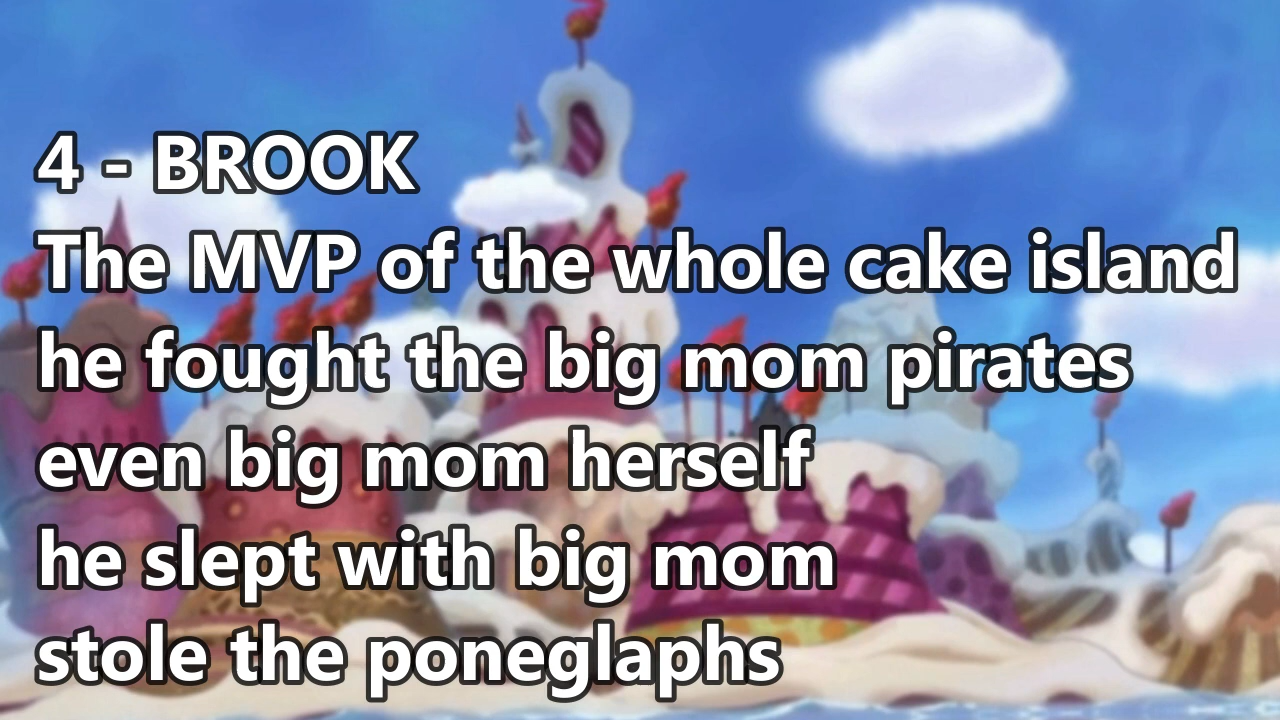 4 - BROOK
The MVP of the whole cake island
he fought the big mom pirates
even big mom herself
he slept with big mom
stole the poneglaphs